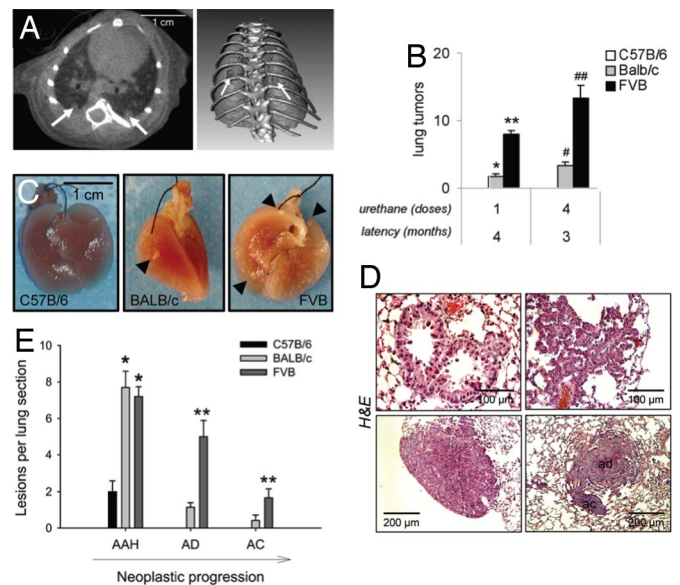 A
1 cm
B
20
10
0
lung tumors
C57B/6
Balb/c
FVB
*
**
#
##
urethane (doses) 1 4
latency (months) 4 3
C
1 cm
C57B/6
BALB/c
FVB
D
H&E
100 µm
100 µm
200 µm
ad
ac
200 µm
E
C57B/6
BALB/c
FVB
Lesions per lung section
10
8
6
4
2
0
*
*
**
**
AAH AD AC
Neoplastic progression